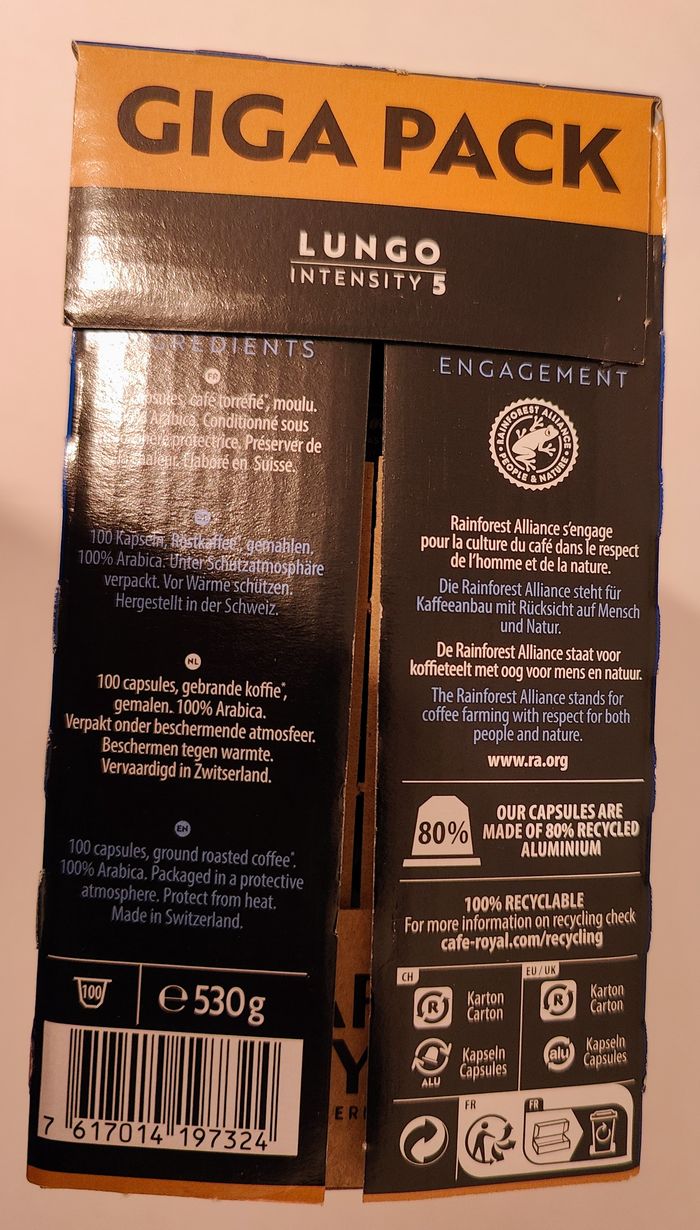 GIGA PACK
LUNGO
INTENSITY 5
REDIENTS
FR
café torréfié*, moulu.
Arabica. Conditionné sous
protectrice. Préserver de
Élaboré en Suisse.
100 Kapseln, Röstkaffee*, gemahlen,
100% Arabica. Unter Schutzatmosphäre
verpackt. Vor Wärme schützen.
Hergestellt in der Schweiz.
NL
100 capsules, gebrande koffie*,
gemalen. 100% Arabica.
Verpakt onder beschermende atmosfeer.
Beschermen tegen warmte.
Vervaardigd in Zwitserland.
EN
100 capsules, ground roasted coffee*.
100% Arabica. Packaged in a protective
atmosphere. Protect from heat.
Made in Switzerland.
100
℮ 530 g
7 617014 197324
ENGAGEMENT
RAINFOREST ALLIANCE
PEOPLE & NATURE
Rainforest Alliance s'engage
pour la culture du café dans le respect
de l'homme et de la nature.
Die Rainforest Alliance steht für
Kaffeeanbau mit Rücksicht auf Mensch
und Natur.
De Rainforest Alliance staat voor
koffieteelt met oog voor mens en natuur.
The Rainforest Alliance stands for
coffee farming with respect for both
people and nature.
www.ra.org
80%
OUR CAPSULES ARE
MADE OF 80% RECYCLED
ALUMINIUM
100% RECYCLABLE
For more information on recycling check
cafe-royal.com/recycling
CH
R
Karton
Carton
ALU
Kapseln
Capsules
EU / UK
R
Karton
Carton
alu
Kapseln
Capsules
FR
FR